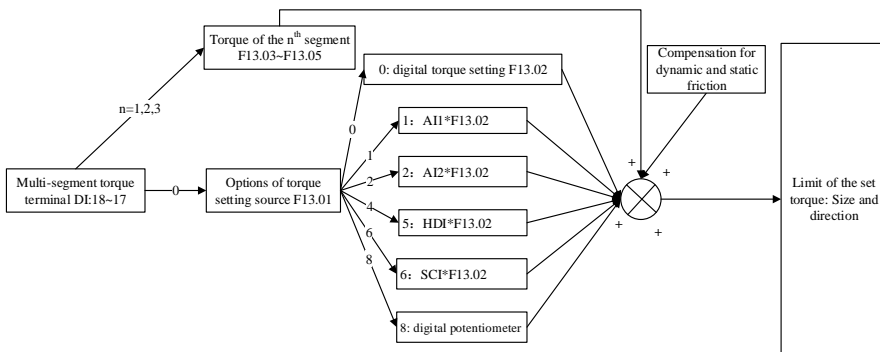 Torque of the nth segment
F13.03~F13.05
n=1,2,3
Multi-segment torque
terminal DI:18~17
0
Options of torque
setting source F13.01
0
1
2
4
6
8
0: digital torque setting F13.02
1：AI1*F13.02
2：AI2*F13.02
5：HDI*F13.02
6：SCI*F13.02
8: digital potentiometer
Compensation for
dynamic and static
friction
+
+
+
+
Limit of the set
torque: Size and
direction